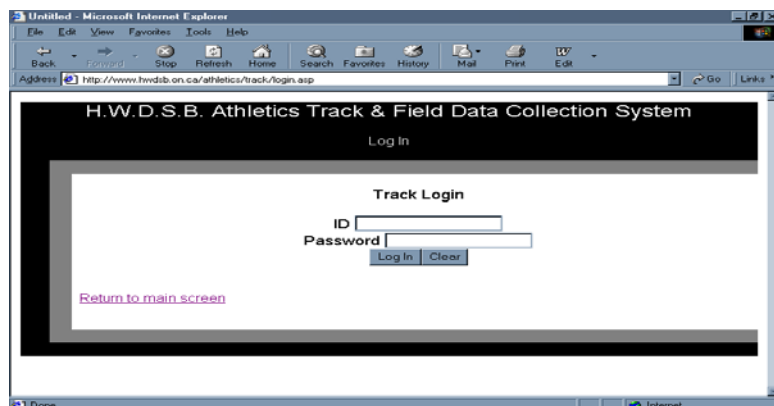 Untitled - Microsoft Internet Explorer
File Edit View Favorites Tools Help
Back Forward Stop Refresh Home Search Favorites History Mail Print Edit
Address http://www.hwdsb.on.ca/athletics/track/login.asp Go Links
H.W.D.S.B. Athletics Track & Field Data Collection System
Log In
Track Login
ID
Password
Log In Clear
Return to main screen
Done Internet